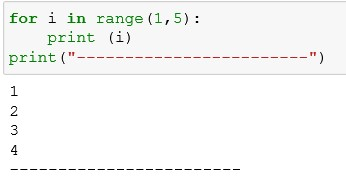 for i in range(1,5):
    print (i)
print("------------------------")
1
2
3
4
------------------------